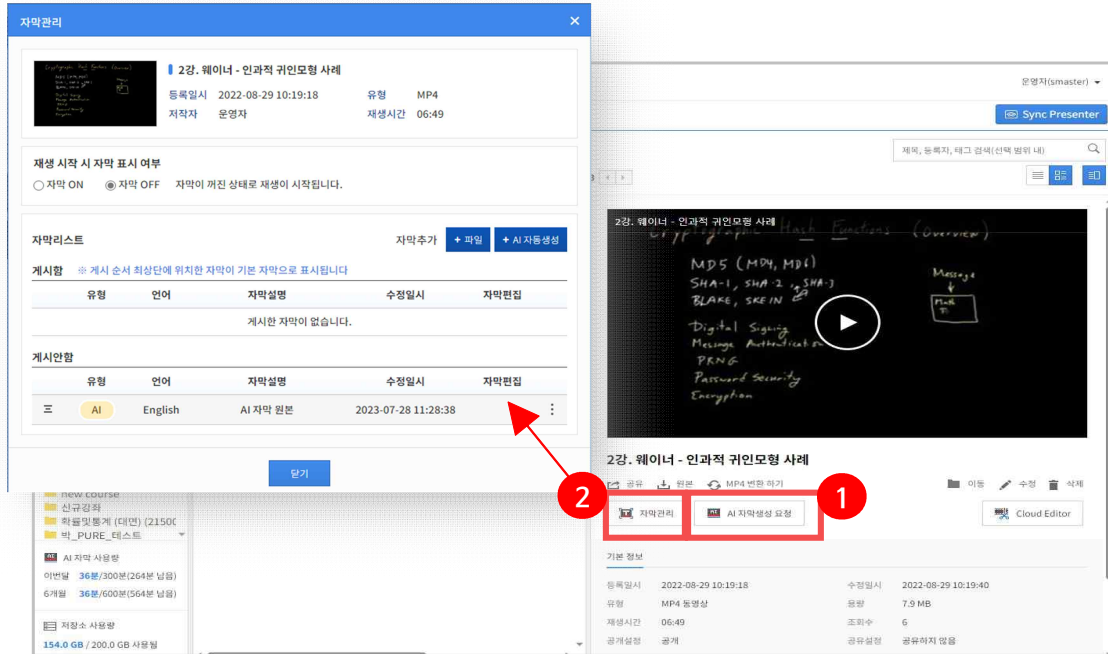 자막관리
2강. 웨이너 - 인과적 귀인모형 사례
등록일시 2022-08-29 10:19:18 유형 MP4
저작자 운영자 재생시간 06:49
재생 시작 시 자막 표시 여부
자막 ON 자막 OFF 자막이 꺼진 상태로 재생이 시작됩니다.
자막리스트 자막추가 + 파일 + AI 자동생성
게시함 ※ 게시 순서 최상단에 위치한 자막이 기본 자막으로 표시됩니다
유형 언어 자막설명 수정일시 자막편집
게시한 자막이 없습니다.
게시안함
유형 언어 자막설명 수정일시 자막편집
AI English AI 자막 원본 2023-07-28 11:28:38
닫기
new course
신규강좌
확률및통계 (대면) (2150
박_PURE_테스트
AI 자막 사용량
이번달 36분/300분(264분 남음)
6개월 36분/600분(564분 남음)
저장소 사용량
154.0 GB / 200.0 GB 사용됨
운영자(smaster)
Sync Presenter
제목, 등록자, 태그 검색(선택 범위 내)
2강. 웨이너 - 인과적 귀인모형 사례
Cryptographic Hash Functions (Overview)
MD5 (MD4, MD6)
SHA-1, SHA-2, SHA-3
BLAKE, SKEIN
Message
Hash
Digital Signing
Message Authentication
PRNG
Password Security
Encryption
2강. 웨이너 - 인과적 귀인모형 사례
공유 원본 MP4 변환 하기 이동 수정 삭제
2 1
자막관리 AI 자막생성 요청 Cloud Editor
기본 정보
등록일시 2022-08-29 10:19:18 수정일시 2022-08-29 10:19:40
유형 MP4 동영상 용량 7.9 MB
재생시간 06:49 조회수 6
공개설정 공개 공유설정 공유하지 않음